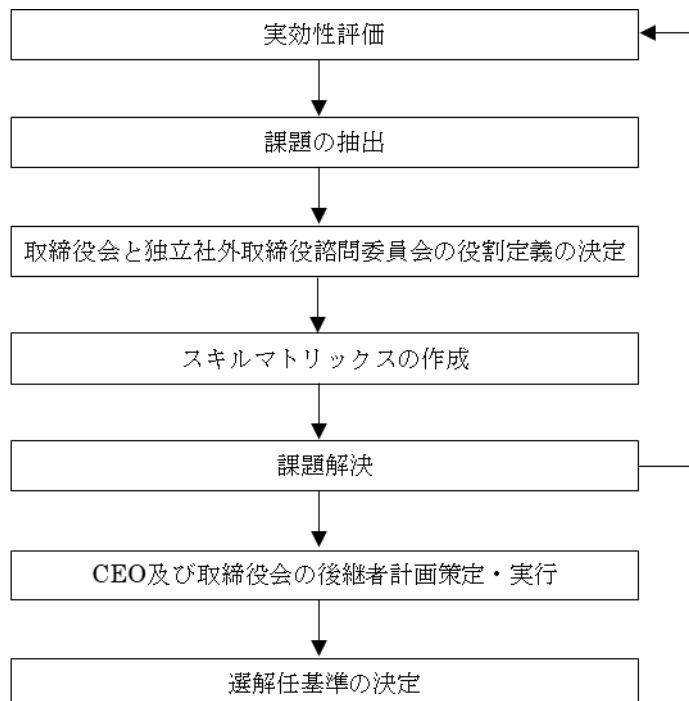 実効性評価
課題の抽出
取締役会と独立社外取締役諮問委員会の役割定義の決定
スキルマトリックスの作成
課題解決
CEO及び取締役会の後継者計画策定・実行
選解任基準の決定